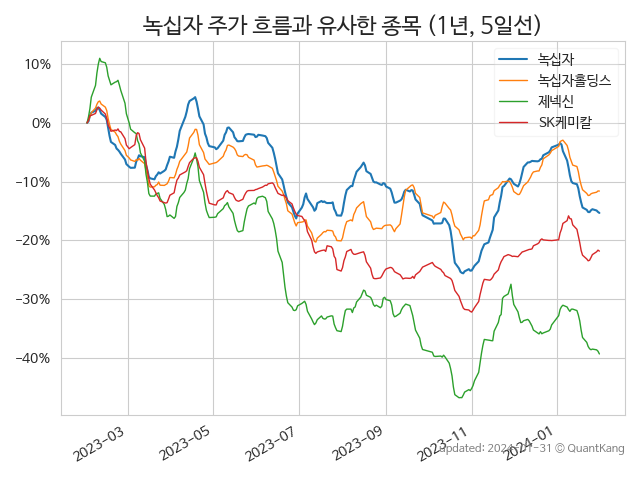 녹십자 주가 흐름과 유사한 종목 (1년, 5일선)
녹십자
녹십자홀딩스
제넥신
SK케미칼
10%
0%
−10%
−20%
−30%
−40%
2023-03
2023-05
2023-07
2023-09
2023-11
2024-01
updated: 2024-01-31 © QuantKang